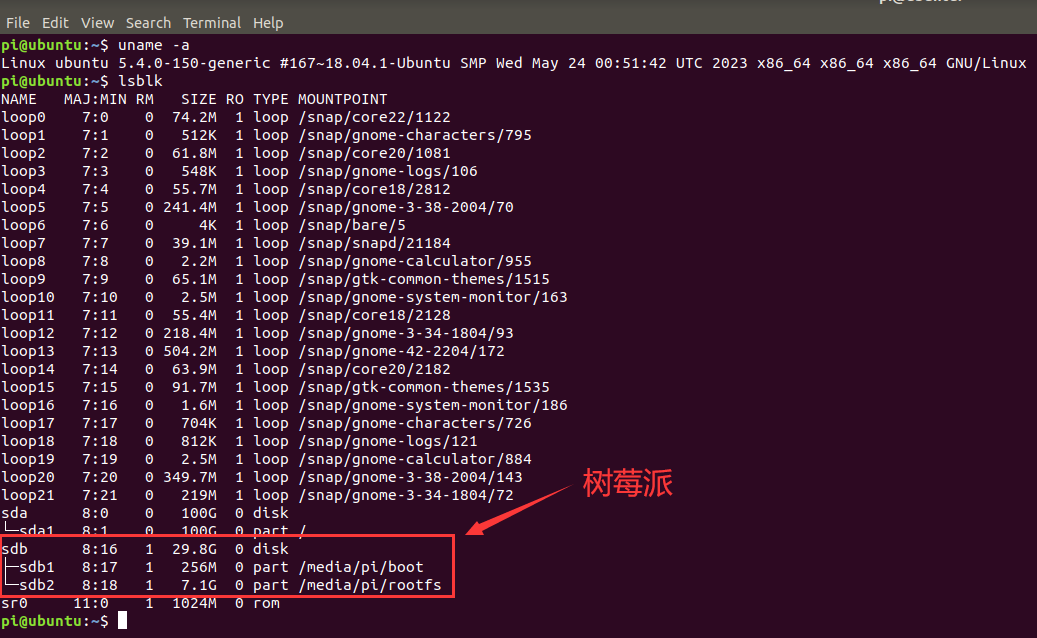 File Edit View Search Terminal Help
pi@ubuntu:~$ uname -a
Linux ubuntu 5.4.0-150-generic #167~18.04.1-Ubuntu SMP Wed May 24 00:51:42 UTC 2023 x86_64 x86_64 x86_64 GNU/Linux
pi@ubuntu:~$ lsblk
NAME MAJ:MIN RM SIZE RO TYPE MOUNTPOINT
loop0 7:0 0 74.2M 1 loop /snap/core22/1122
loop1 7:1 0 512K 1 loop /snap/gnome-characters/795
loop2 7:2 0 61.8M 1 loop /snap/core20/1081
loop3 7:3 0 548K 1 loop /snap/gnome-logs/106
loop4 7:4 0 55.7M 1 loop /snap/core18/2812
loop5 7:5 0 241.4M 1 loop /snap/gnome-3-38-2004/70
loop6 7:6 0 4K 1 loop /snap/bare/5
loop7 7:7 0 39.1M 1 loop /snap/snapd/21184
loop8 7:8 0 2.2M 1 loop /snap/gnome-calculator/955
loop9 7:9 0 65.1M 1 loop /snap/gtk-common-themes/1515
loop10 7:10 0 2.5M 1 loop /snap/gnome-system-monitor/163
loop11 7:11 0 55.4M 1 loop /snap/core18/2128
loop12 7:12 0 218.4M 1 loop /snap/gnome-3-34-1804/93
loop13 7:13 0 504.2M 1 loop /snap/gnome-42-2204/172
loop14 7:14 0 63.9M 1 loop /snap/core20/2182
loop15 7:15 0 91.7M 1 loop /snap/gtk-common-themes/1535
loop16 7:16 0 1.6M 1 loop /snap/gnome-system-monitor/186
loop17 7:17 0 704K 1 loop /snap/gnome-characters/726
loop18 7:18 0 812K 1 loop /snap/gnome-logs/121
loop19 7:19 0 2.5M 1 loop /snap/gnome-calculator/884
loop20 7:20 0 349.7M 1 loop /snap/gnome-3-38-2004/143
loop21 7:21 0 219M 1 loop /snap/gnome-3-34-1804/72
树莓派
sda 8:0 0 100G 0 disk
└─sda1 8:1 0 100G 0 part /
sdb 8:16 1 29.8G 0 disk
├─sdb1 8:17 1 256M 0 part /media/pi/boot
└─sdb2 8:18 1 7.1G 0 part /media/pi/rootfs
sr0 11:0 1 1024M 0 rom
pi@ubuntu:~$